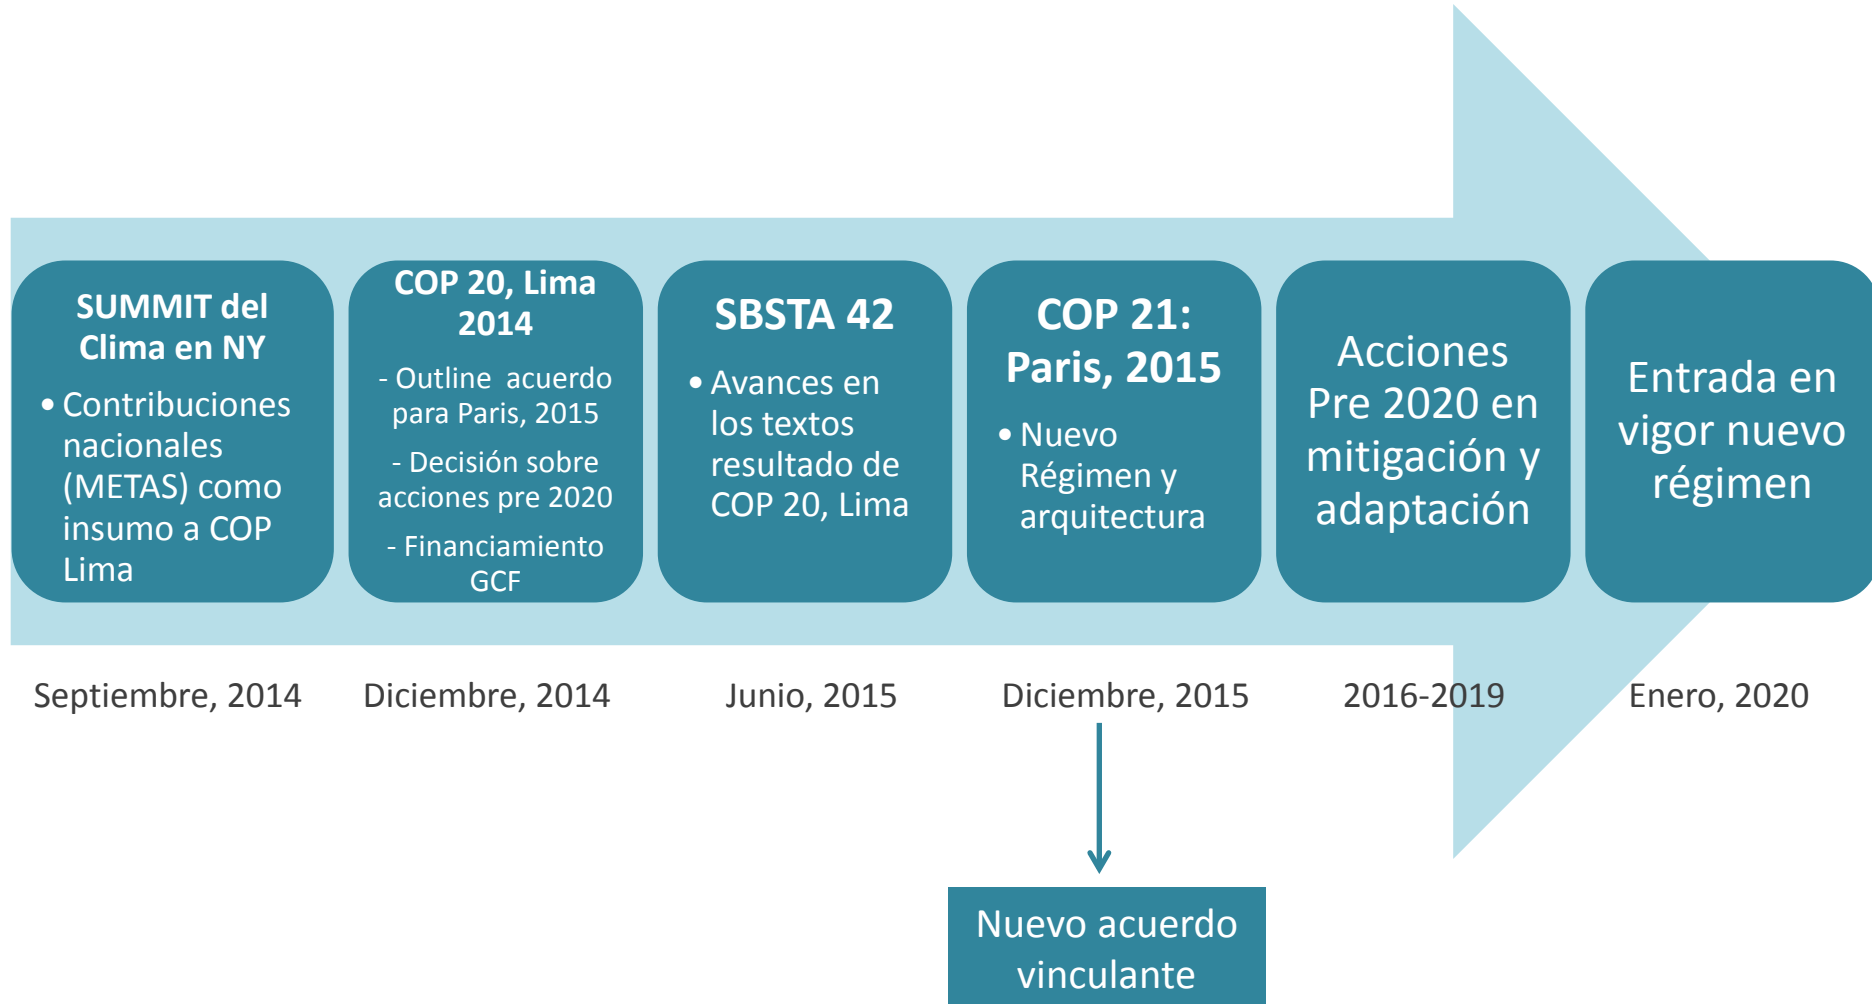 SUMMIT del
Clima en NY
• Contribuciones
nacionales
(METAS) como
insumo a COP
Lima
COP 20, Lima
2014
- Outline acuerdo
para Paris, 2015
- Decisión sobre
acciones pre 2020
- Financiamiento
GCF
SBSTA 42
• Avances en
los textos
resultado de
COP 20, Lima
COP 21:
Paris, 2015
• Nuevo
Régimen y
arquitectura
Acciones
Pre 2020 en
mitigación y
adaptación
Entrada en
vigor nuevo
régimen
Septiembre, 2014
Diciembre, 2014
Junio, 2015
Diciembre, 2015
2016-2019
Enero, 2020
Nuevo acuerdo
vinculante